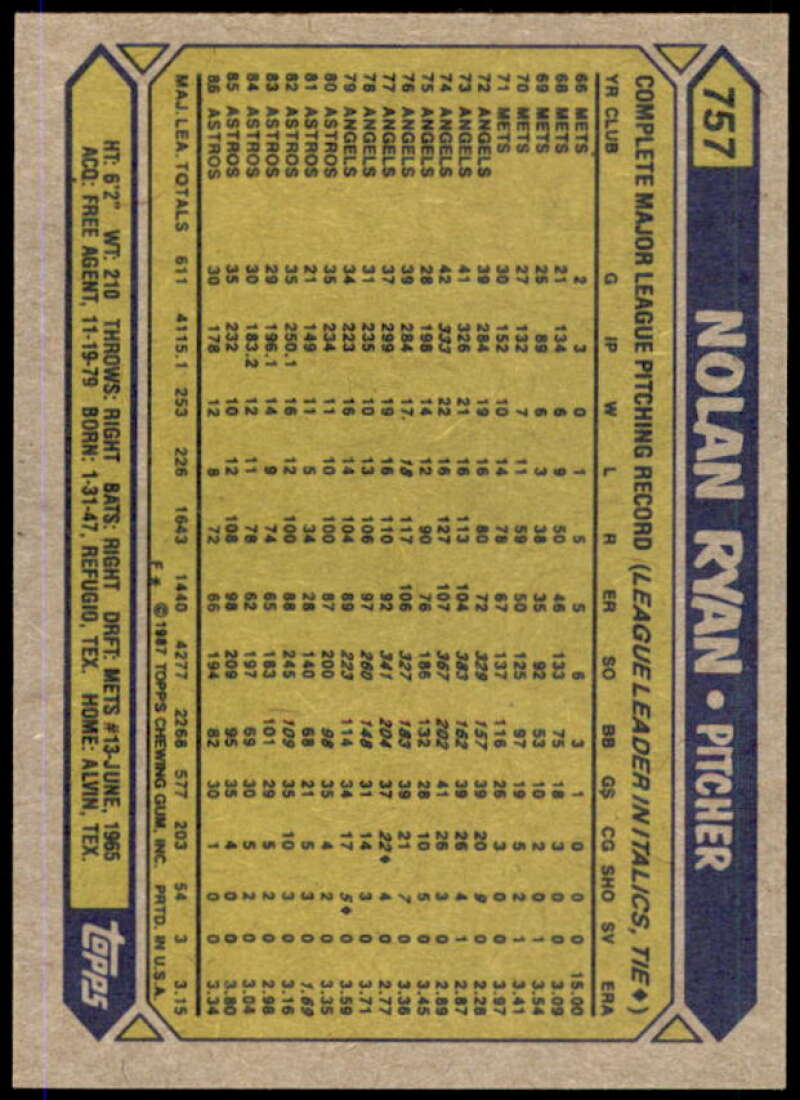 757
NOLAN RYAN • PITCHER
COMPLETE MAJOR LEAGUE PITCHING RECORD (LEAGUE LEADER IN ITALICS, TIE ♦)
YR CLUB G IP W L R ER SO BB GS CG SHO SV ERA
66 METS 2 3 0 1 5 5 6 3 1 0 0 0 15.00
68 METS 21 134 6 9 50 46 133 75 18 3 0 0 3.09
69 METS 25 89 6 3 38 35 92 53 10 2 0 1 3.54
70 METS 27 132 7 11 59 50 125 97 19 5 2 1 3.41
71 METS 30 152 10 14 78 67 137 116 26 3 0 0 3.97
72 ANGELS 39 284 19 16 80 72 329 157 39 20 9 0 2.28
73 ANGELS 41 326 21 16 113 104 383 162 39 26 4 1 2.87
74 ANGELS 42 333 22 16 127 107 367 202 41 26 3 0 2.89
75 ANGELS 28 198 14 12 90 76 186 132 28 10 5 0 3.45
76 ANGELS 39 284 17 18 117 106 327 183 39 21 7 0 3.36
77 ANGELS 37 299 19 16 110 92 341 204 37 22♦ 4 0 2.77
78 ANGELS 31 235 10 13 106 97 260 148 31 14 3 0 3.71
79 ANGELS 34 223 16 14 104 89 223 114 34 17 5♦ 0 3.59
80 ASTROS 35 234 11 10 100 87 200 98 35 4 2 0 3.35
81 ASTROS 21 149 11 5 34 28 140 68 21 5 3 0 1.69
82 ASTROS 35 250.1 16 12 100 88 245 109 35 10 3 0 3.16
83 ASTROS 29 196.1 14 9 74 65 183 101 29 5 2 0 2.98
84 ASTROS 30 183.2 12 11 78 62 197 69 30 5 2 0 3.04
85 ASTROS 35 232 10 12 108 98 209 95 35 4 0 0 3.80
86 ASTROS 30 178 12 8 72 66 194 82 30 1 0 0 3.34
MAJ. LEA. TOTALS 611 4115.1 253 226 1643 1440 4277 2268 577 203 54 3 3.15
F * © 1987 TOPPS CHEWING GUM, INC. PRTD. IN U.S.A.
HT: 6'2" WT: 210 THROWS: RIGHT BATS: RIGHT DRFT: METS #13-JUNE, 1965
ACQ: FREE AGENT, 11-19-79 BORN: 1-31-47, REFUGIO, TEX. HOME: ALVIN, TEX.
topps